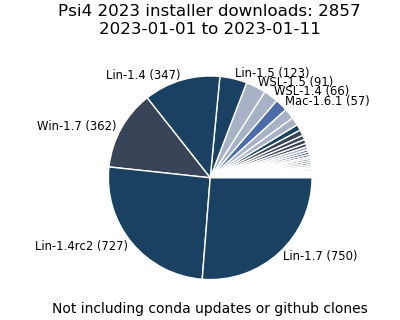 Psi4 2023 installer downloads: 2857
2023-01-01 to 2023-01-11
Lin-1.4 (347)
Lin-1.5 (123)
WSL-1.5 (91)
WSL-1.4 (66)
Mac-1.6.1 (57)
Win-1.7 (362)
Lin-1.4rc2 (727)
Lin-1.7 (750)
Not including conda updates or github clones